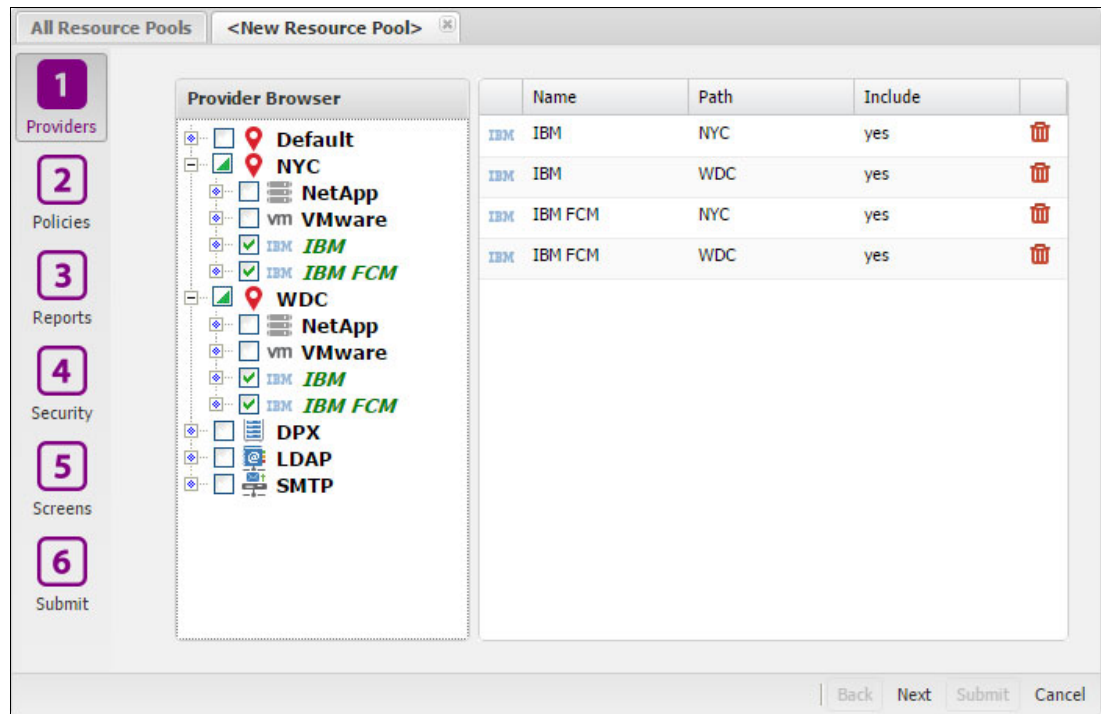 All Resource Pools <New Resource Pool>
1
Providers
2
Policies
3
Reports
4
Security
5
Screens
6
Submit
Provider Browser
Default
NYC
NetApp
vm VMware
IBM IBM
IBM IBM FCM
WDC
NetApp
vm VMware
IBM IBM
IBM IBM FCM
DPX
LDAP
SMTP
Name Path Include
IBM IBM NYC yes
IBM IBM WDC yes
IBM IBM FCM NYC yes
IBM IBM FCM WDC yes
Back Next Submit Cancel